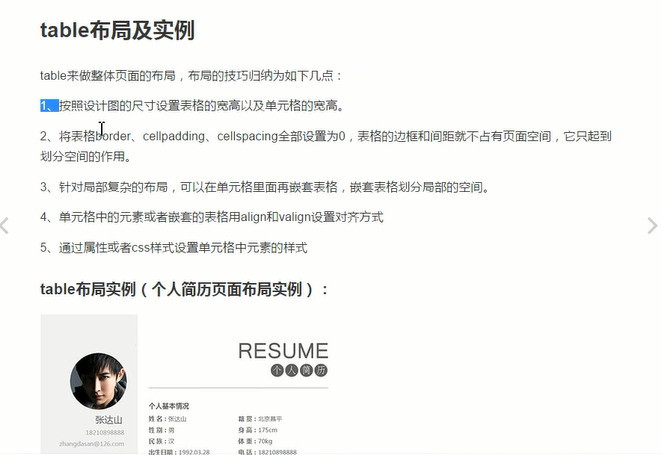 table布局及实例
table来做整体页面的布局，布局的技巧归纳为如下几点：
1、按照设计图的尺寸设置表格的宽高以及单元格的宽高。
2、将表格border、cellpadding、cellspacing全部设置为0，表格的边框和间距就不占有页面空间，它只起到
划分空间的作用。
3、针对局部复杂的布局，可以在单元格里面再嵌套表格，嵌套表格划分局部的空间。
4、单元格中的元素或者嵌套的表格用align和valign设置对齐方式
5、通过属性或者css样式设置单元格中元素的样式
table布局实例（个人简历页面布局实例）：
RESUME
个人简历
张达山
18210898888
zhangdasan@126.com
个人基本情况
姓 名：张达山 籍 贯：北京昌平
性 别：男 身 高：175cm
民 族：汉 体 重：70kg
出生日期：1992.03.28 电 话：18210898888